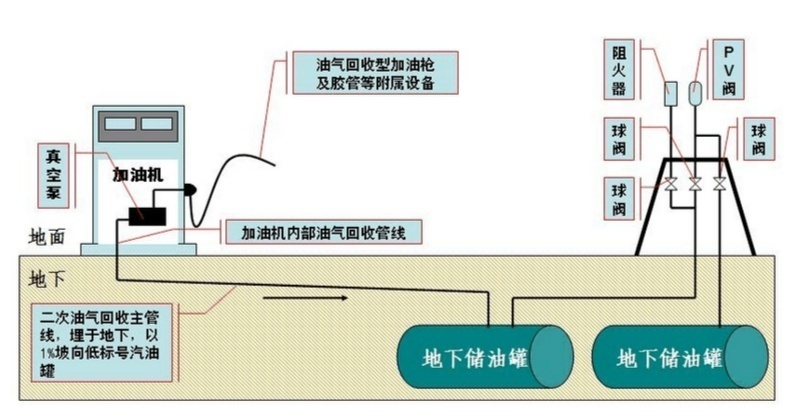 油气回收型加油枪
及胶管等附属设备
阻火器
PV阀
真空泵
加油机
球阀
球阀
球阀
加油机内部油气回收管线
地面
地下
二次油气回收主管
线，埋于地下，以
1%坡向低标号汽油
罐
地下储油罐
地下储油罐